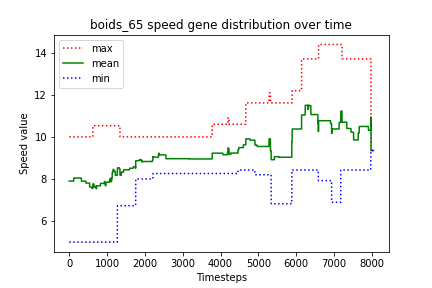 boids_65 speed gene distribution over time
max
mean
min
Speed value
14
12
10
8
6
0 1000 2000 3000 4000 5000 6000 7000 8000
Timesteps